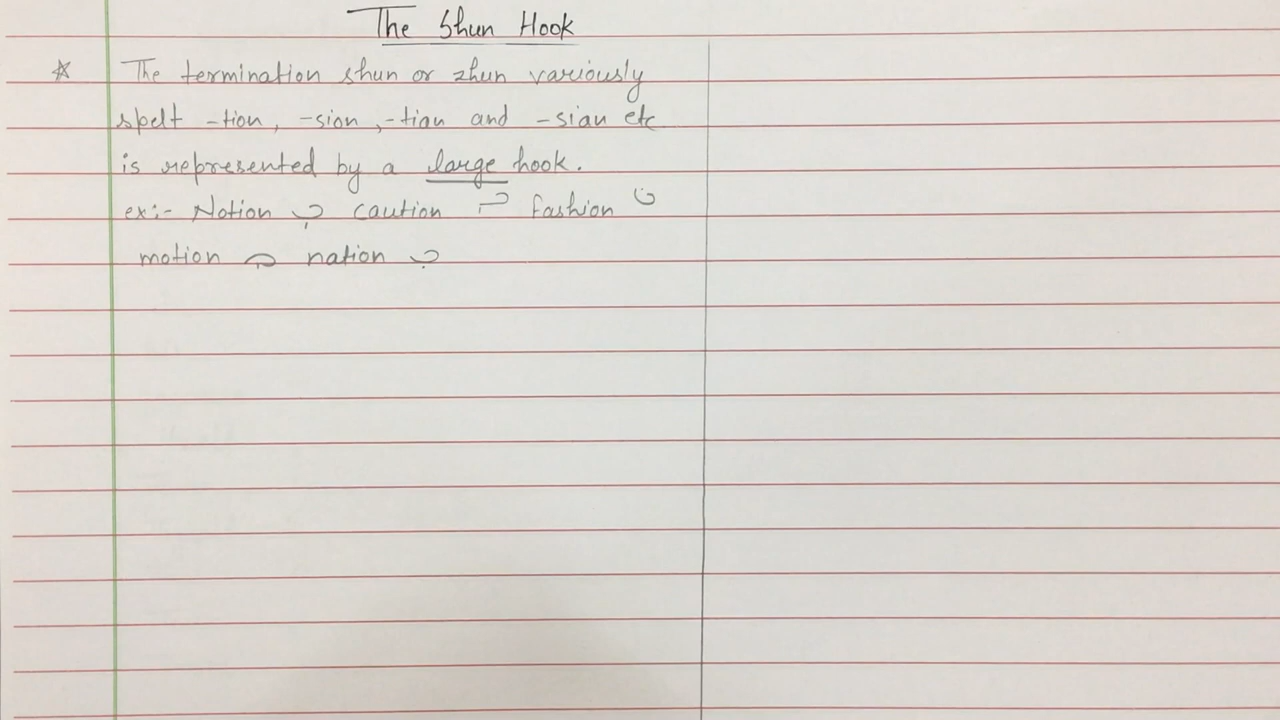 The Shun Hook
☆ The termination shun or zhun variously
spelt -tion, -sion, -tian and -sian etc
is represented by a large hook.
ex:- Notion caution fashion
motion nation